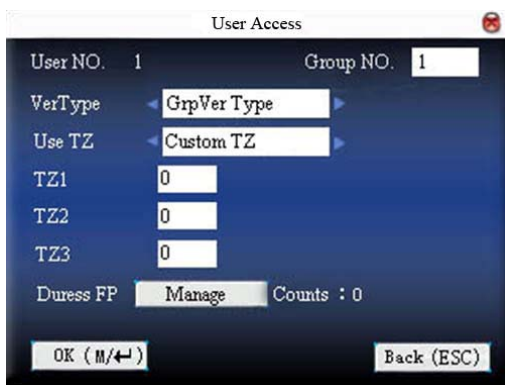 User Access
User NO. 1 Group NO. 1
VerType GrpVer Type
Use TZ Custom TZ
TZ1 0
TZ2 0
TZ3 0
Duress FP Manage Counts : 0
OK ( M/↵ ) Back (ESC)